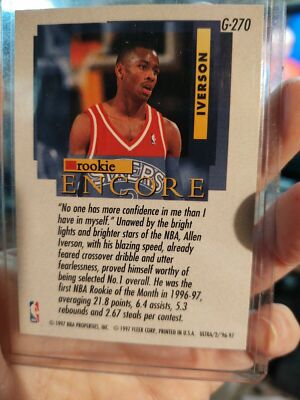 G-270
IVERSON
rookie
ENCORE
"No one has more confidence in me than I
have in myself." Unawed by the bright
lights and brighter stars of the NBA, Allen
Iverson, with his blazing speed, already
feared crossover dribble and utter
fearlessness, proved himself worthy of
being selected No.1 overall. He was the
first NBA Rookie of the Month in 1996-97,
averaging 21.8 points, 6.4 assists, 5.3
rebounds and 2.67 steals per contest.
© 1997 NBA PROPERTIES, INC. © 1997 FLEER CORP. PRINTED IN U.S.A. ULTRA/2/'96-97